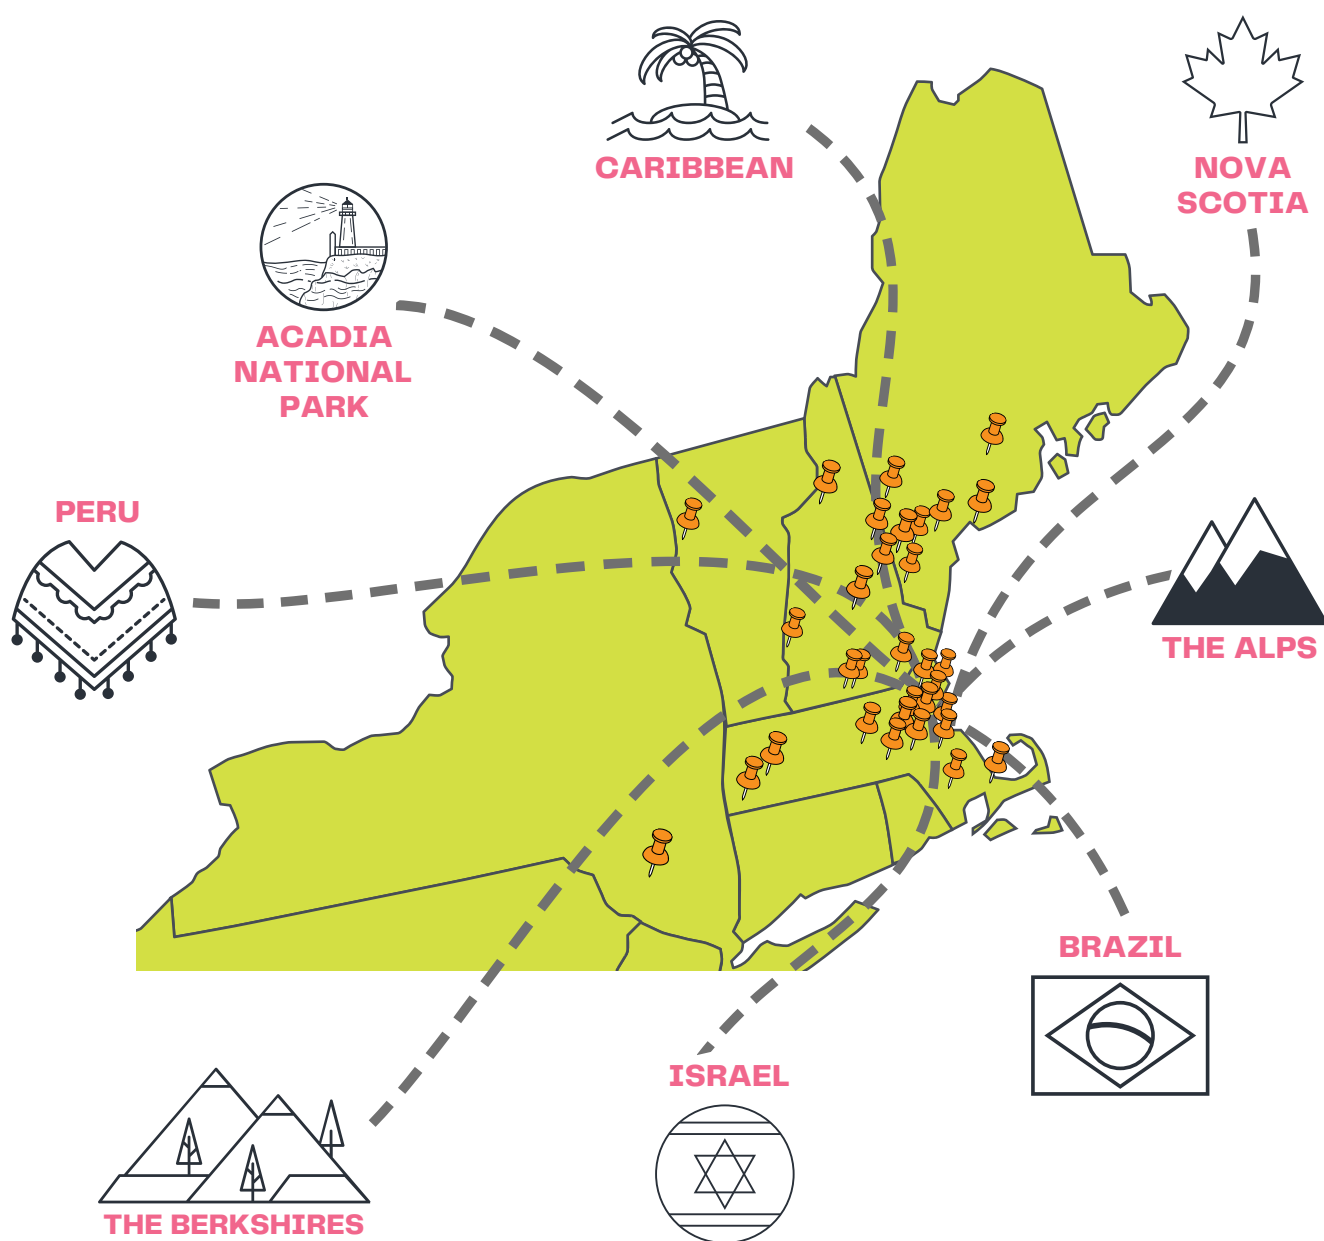 CARIBBEAN
NOVA
SCOTIA
ACADIA
NATIONAL
PARK
PERU
THE ALPS
BRAZIL
ISRAEL
THE BERKSHIRES